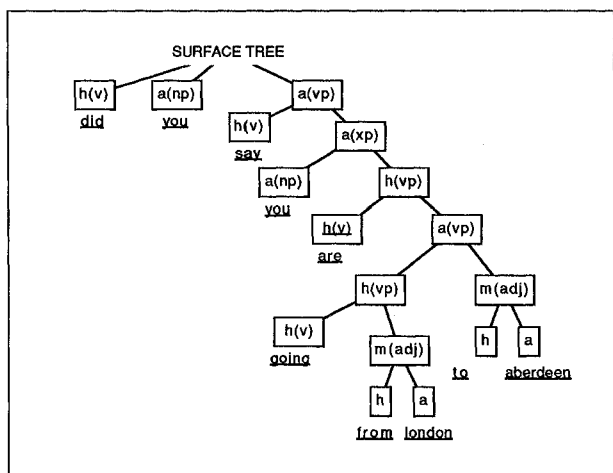 SURFACE TREE
h(v) a(np) a(vp)
did you h(v)
say a(xp)
a(np) h(vp)
you h(v) a(vp)
are
h(vp) m(adj)
h(v) h a
going m(adj) to aberdeen
h a
from london